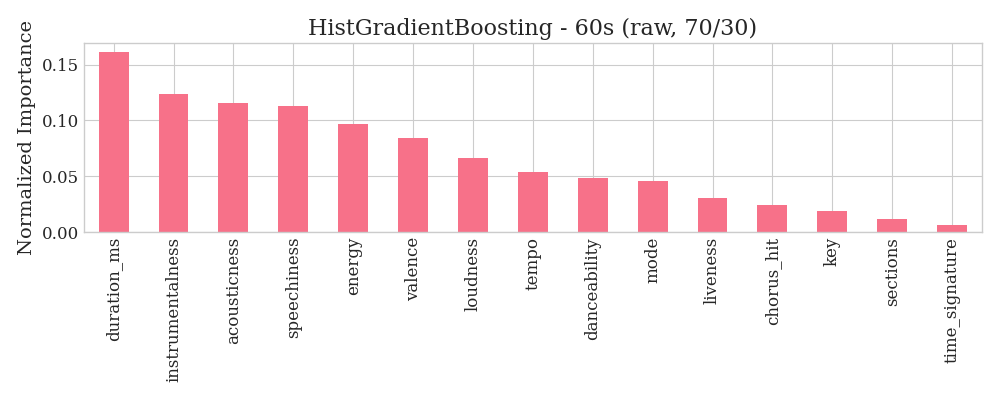 HistGradientBoosting - 60s (raw, 70/30)
Normalized Importance
0.15
0.10
0.05
0.00
duration_ms
instrumentalness
acousticness
speechiness
energy
valence
loudness
tempo
danceability
mode
liveness
chorus_hit
key
sections
time_signature